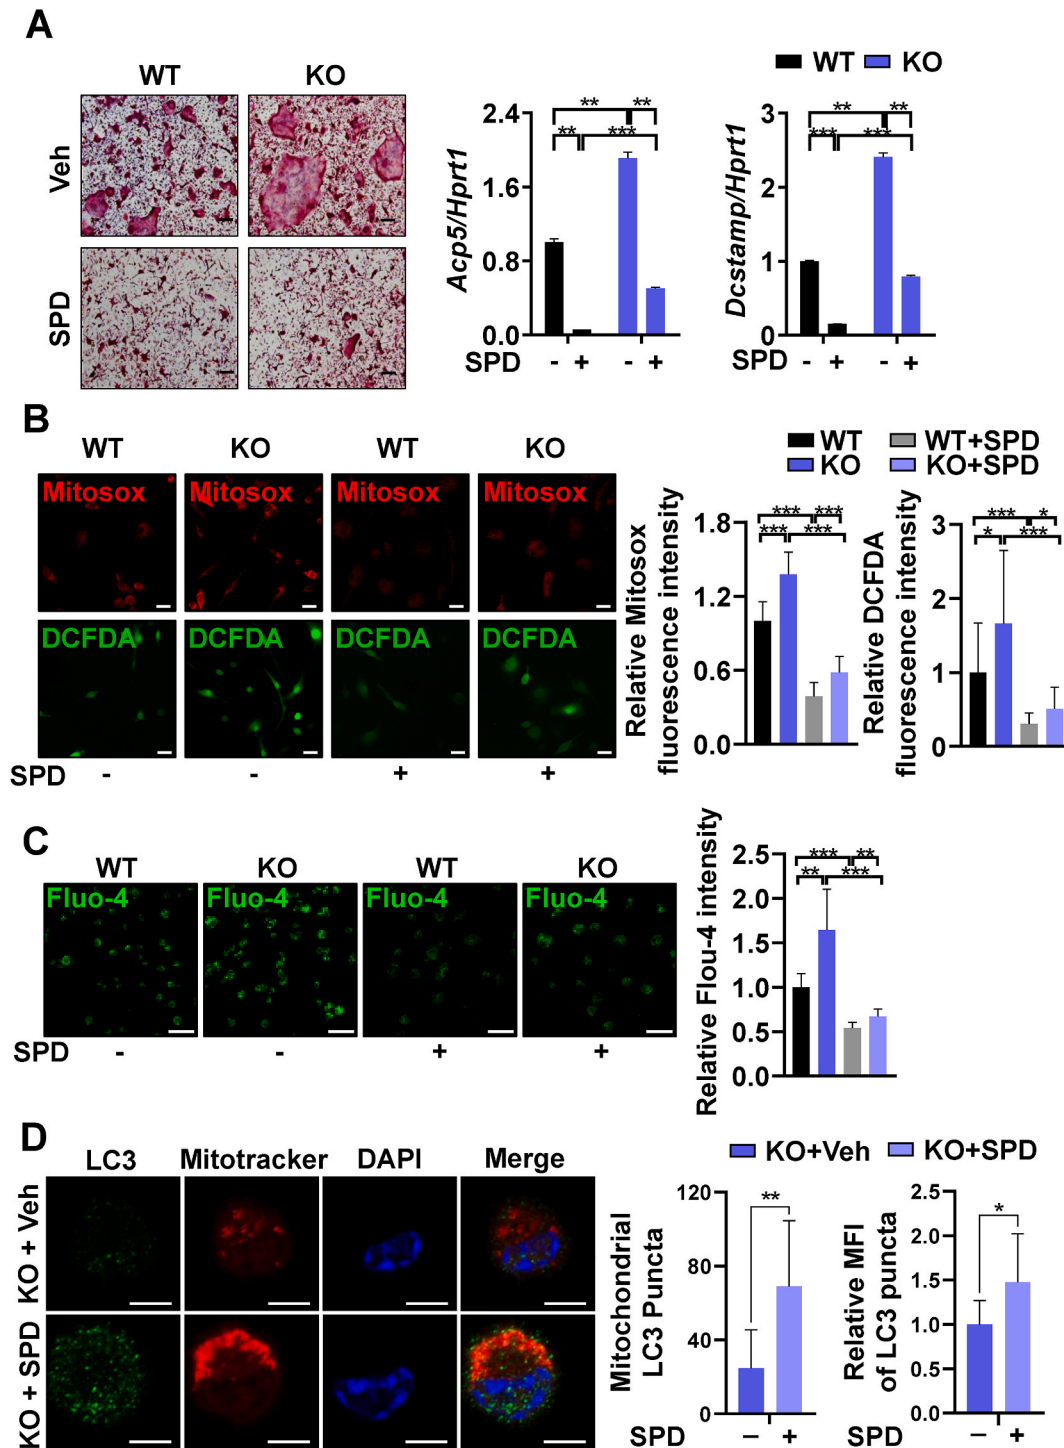 A
WT KO
Veh
SPD
WT KO
Acp5/Hprt1
2.4
1.6
0.8
0.0
** **
** ***
SPD - + - +
Dcstamp/Hprt1
3
2
1
0
** **
*** ***
SPD - + - +
B
WT KO WT KO
Mitosox Mitosox Mitosox Mitosox
DCFDA DCFDA DCFDA DCFDA
SPD - - + +
WT WT+SPD
KO KO+SPD
Relative Mitosox
fluorescence intensity
1.8
1.2
0.6
0.0
*** ***
*** ***
Relative DCFDA
fluorescence intensity
3
2
1
0
*** *
* ***
C
WT KO WT KO
Fluo-4 Fluo-4 Fluo-4 Fluo-4
SPD - - + +
Relative Flou-4 intensity
2.5
2.0
1.5
1.0
0.5
0.0
*** **
** ***
D
LC3 Mitotracker DAPI Merge
KO + Veh
KO + SPD
KO+Veh KO+SPD
Mitochondrial
LC3 Puncta
120
80
40
0
**
SPD − +
Relative MFI
of LC3 puncta
2.5
2.0
1.5
1.0
0.5
0.0
*
SPD − +